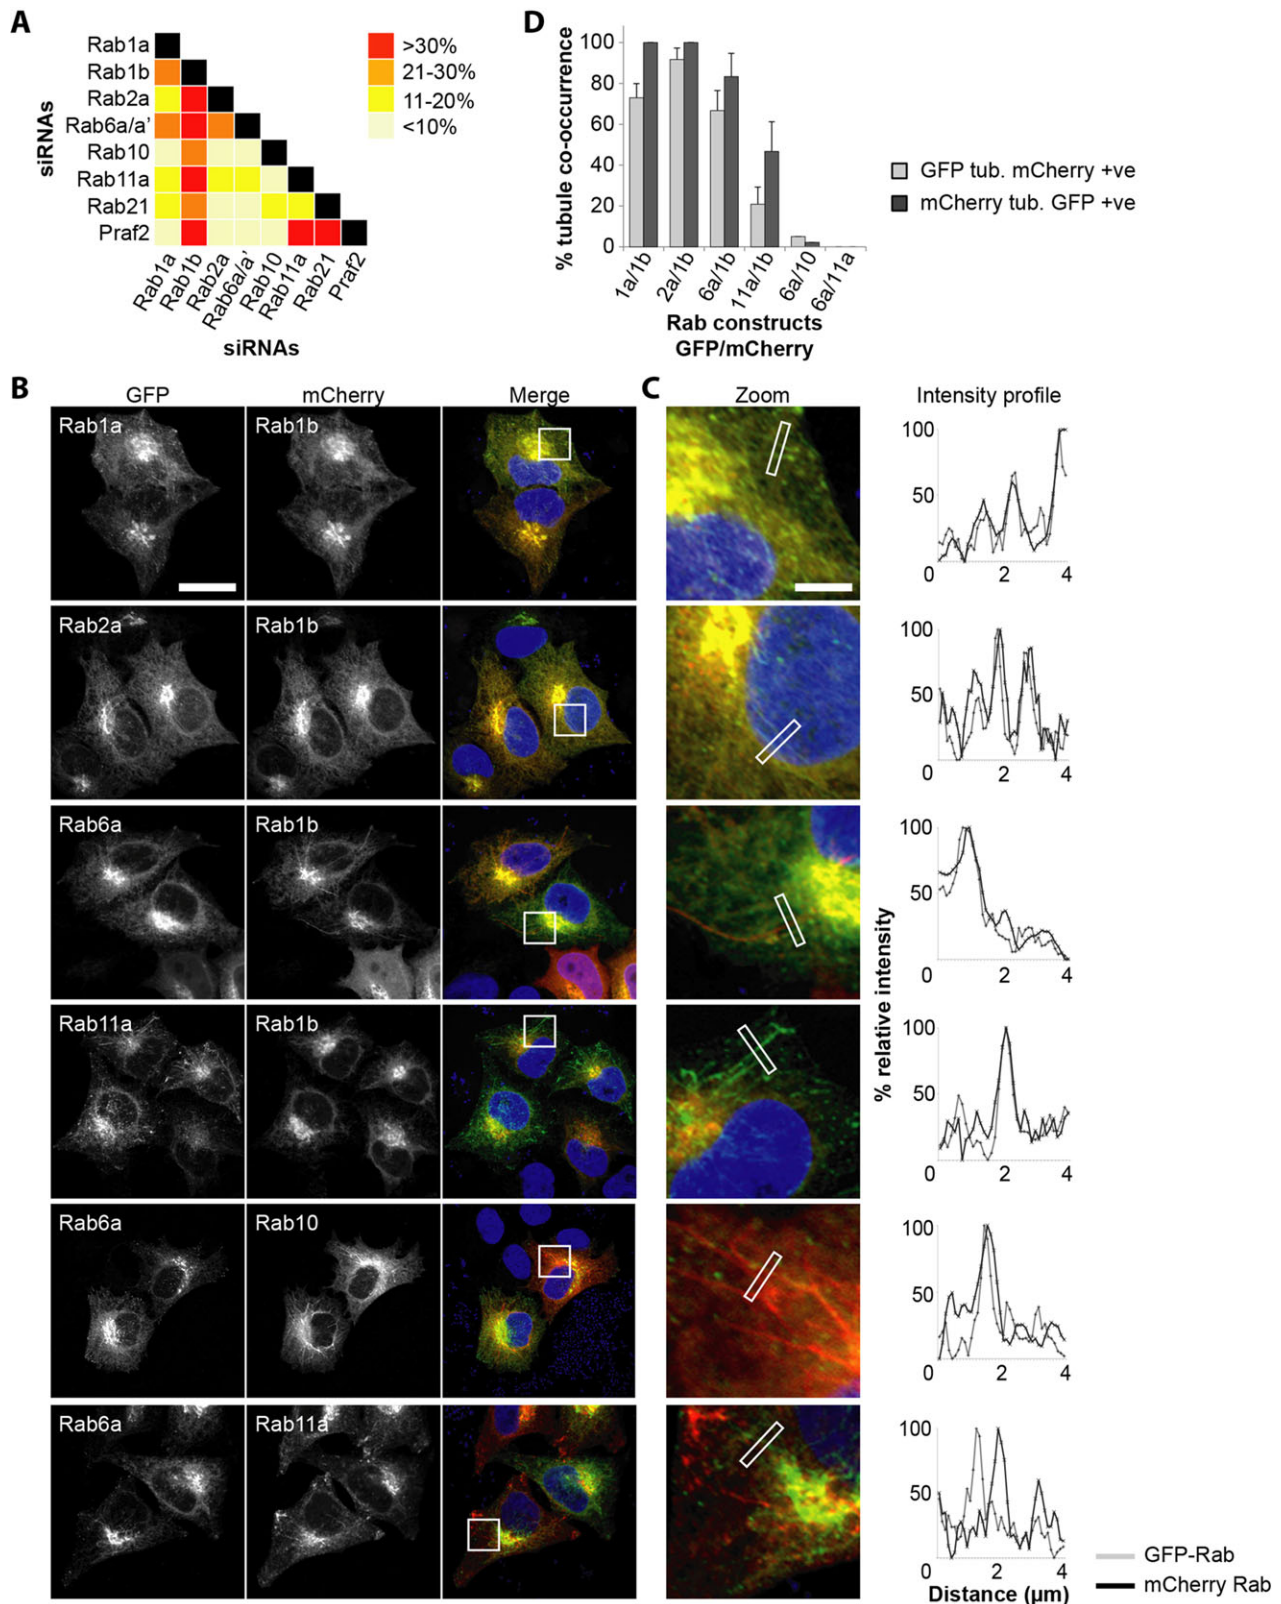 A
siRNAs
Rab1a
Rab1b
Rab2a
Rab6a/a'
Rab10
Rab11a
Rab21
Praf2
Rab1a
Rab1b
Rab2a
Rab6a/a'
Rab10
Rab11a
Rab21
Praf2
siRNAs
>30%
21-30%
11-20%
<10%
D
% tubule co-occurrence
100
80
60
40
20
0
1a/1b
2a/1b
6a/1b
11a/1b
6a/10
6a/11a
Rab constructs
GFP/mCherry
GFP tub. mCherry +ve
mCherry tub. GFP +ve
B
GFP
mCherry
Merge
Rab1a
Rab1b
Rab2a
Rab1b
Rab6a
Rab1b
Rab11a
Rab1b
Rab6a
Rab10
Rab6a
Rab11a
C
Zoom
Intensity profile
% relative intensity
100
50
0 2 4
100
50
0 2 4
100
50
0 2 4
100
50
0 2 4
100
50
0 2 4
100
50
0 2 4
Distance (µm)
GFP-Rab
mCherry Rab